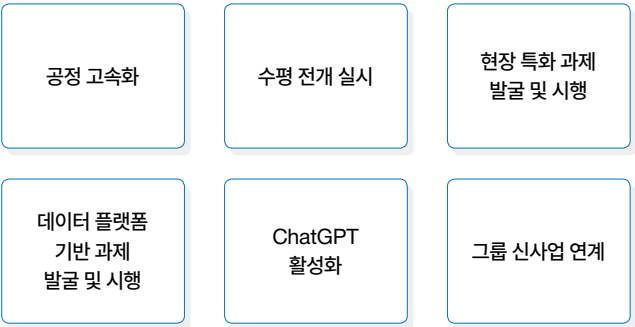 공정 고속화
수평 전개 실시
현장 특화 과제
발굴 및 시행
데이터 플랫폼
기반 과제
발굴 및 시행
ChatGPT
활성화
그룹 신사업 연계